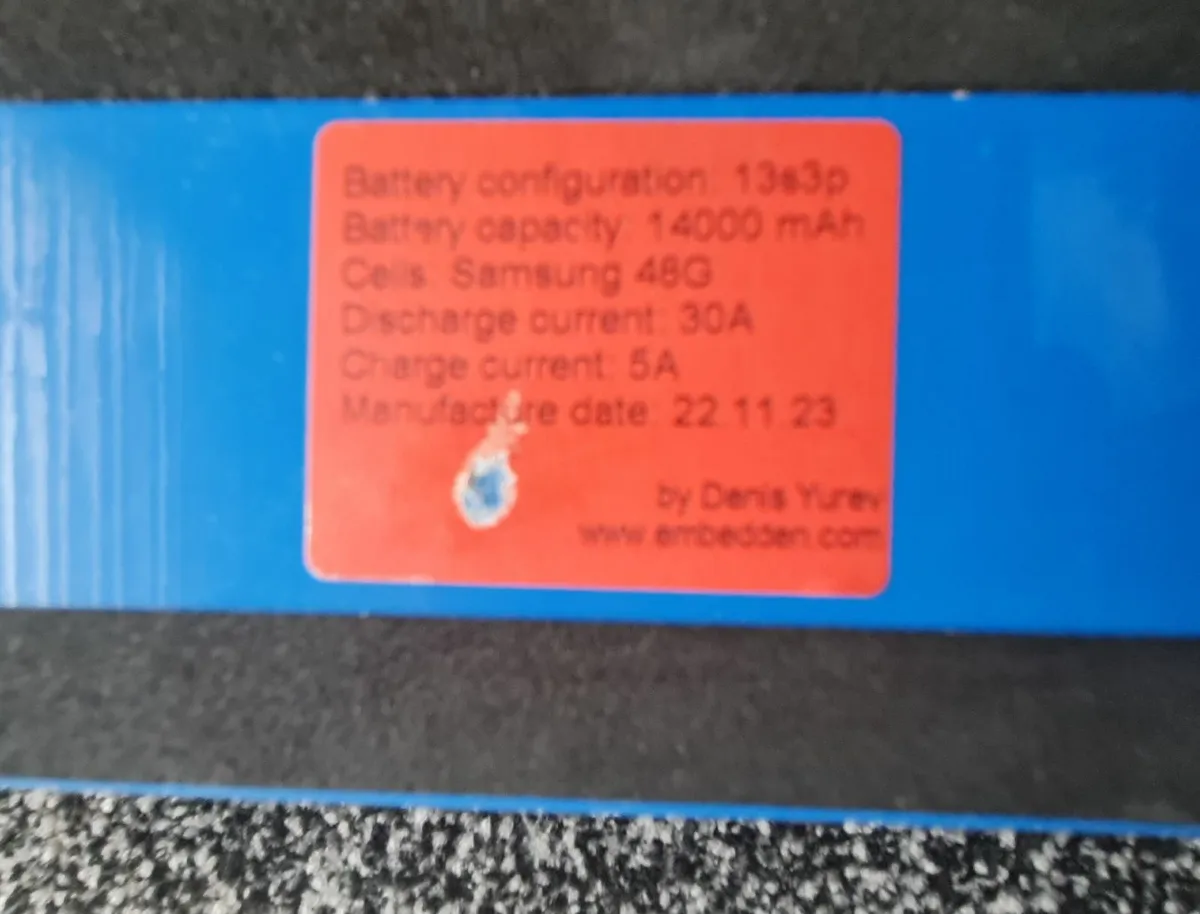 Battery configuration: 13s3p
Battery capacity: 14000 mAh
Cells: Samsung 48G
Discharge current: 30A
Charge current: 5A
Manufacture date: 22.11.23
by Denis Yurev
www.embedden.com